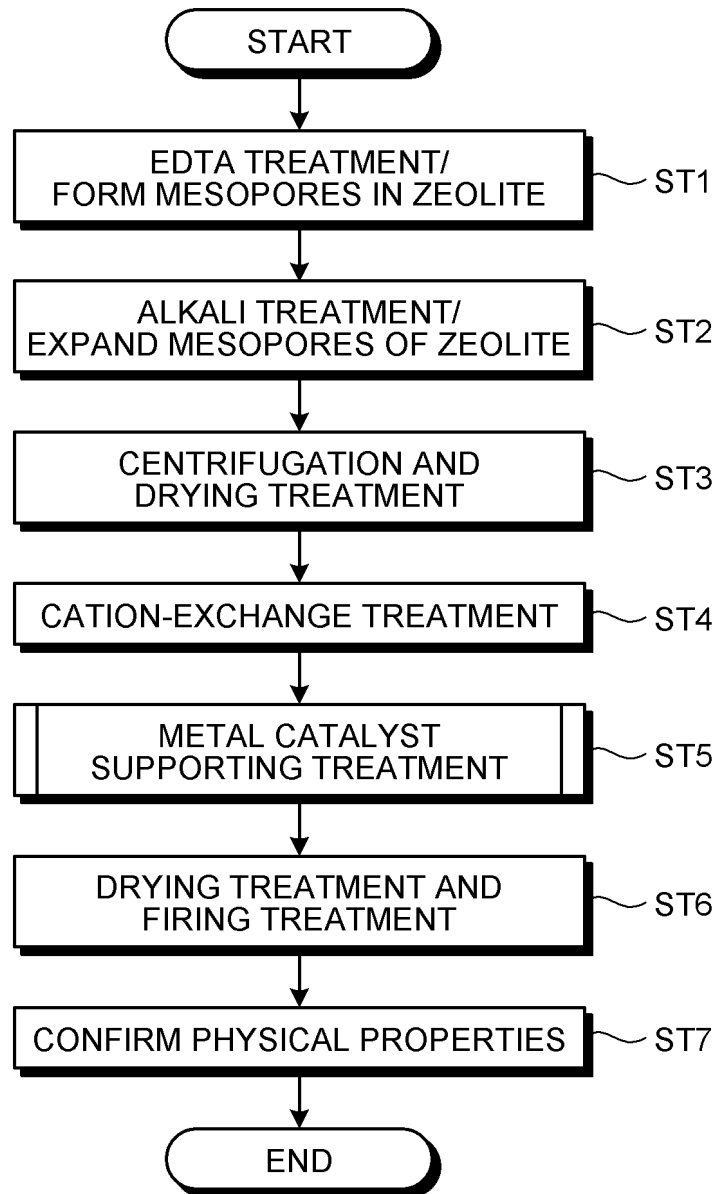 START
EDTA TREATMENT/
FORM MESOPORES IN ZEOLITE
ST1
ALKALI TREATMENT/
EXPAND MESOPORES OF ZEOLITE
ST2
CENTRIFUGATION AND
DRYING TREATMENT
ST3
CATION-EXCHANGE TREATMENT
ST4
METAL CATALYST
SUPPORTING TREATMENT
ST5
DRYING TREATMENT AND
FIRING TREATMENT
ST6
CONFIRM PHYSICAL PROPERTIES
ST7
END